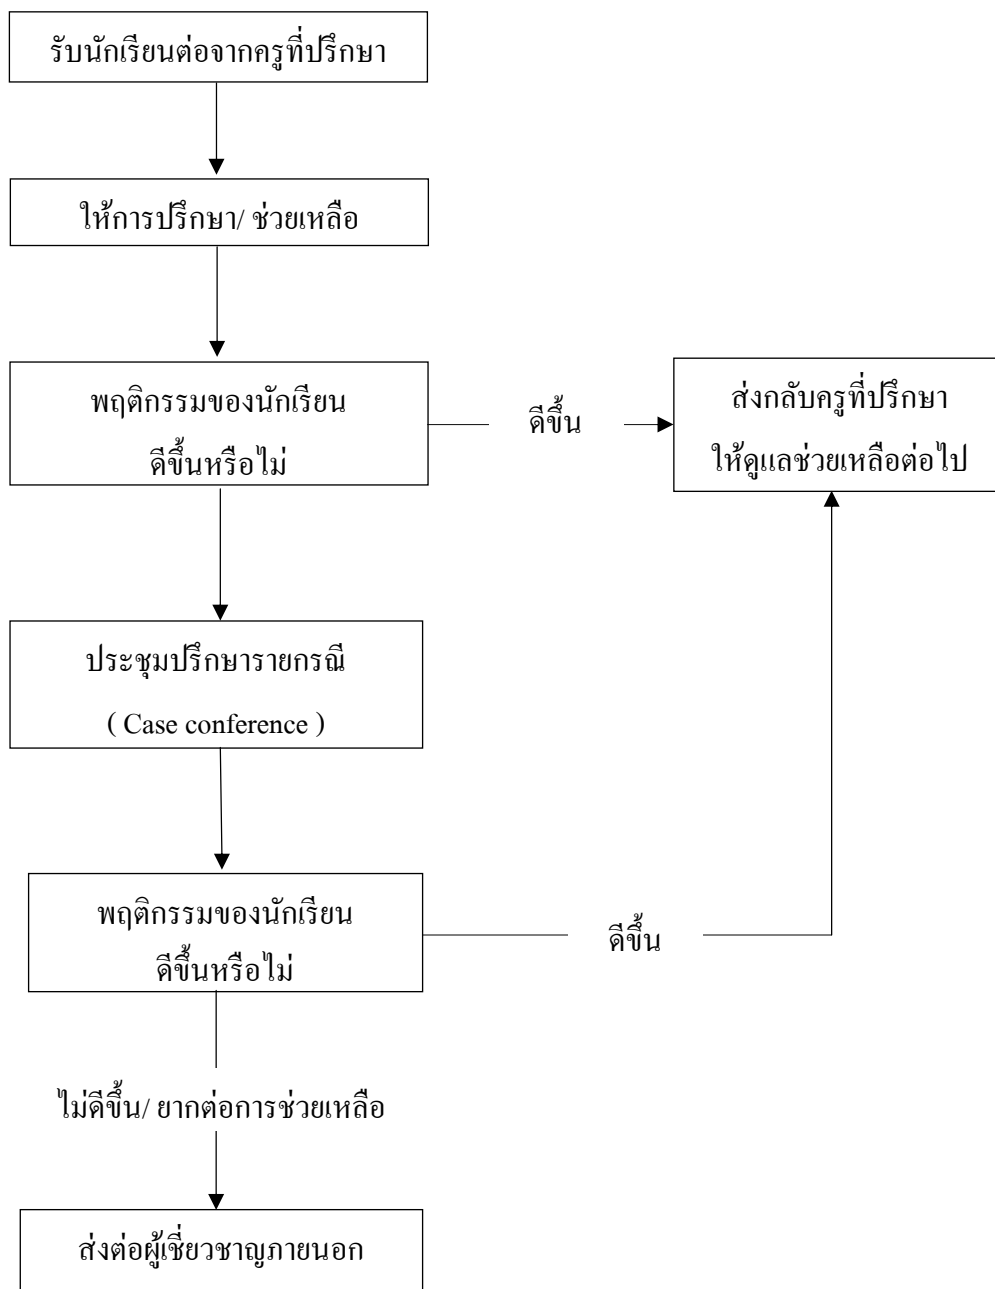 รับนักเรียนต่อจากครูที่ปรึกษา
ให้การปรึกษา/ ช่วยเหลือ
พฤติกรรมของนักเรียน
ดีขึ้นหรือไม่
ดีขึ้น
ส่งกลับครูที่ปรึกษา
ให้ดูแลช่วยเหลือต่อไป
ประชุมปรึกษารายกรณี
( Case conference )
พฤติกรรมของนักเรียน
ดีขึ้นหรือไม่
ดีขึ้น
ไม่ดีขึ้น/ ยากต่อการช่วยเหลือ
ส่งต่อผู้เชี่ยวชาญภายนอก